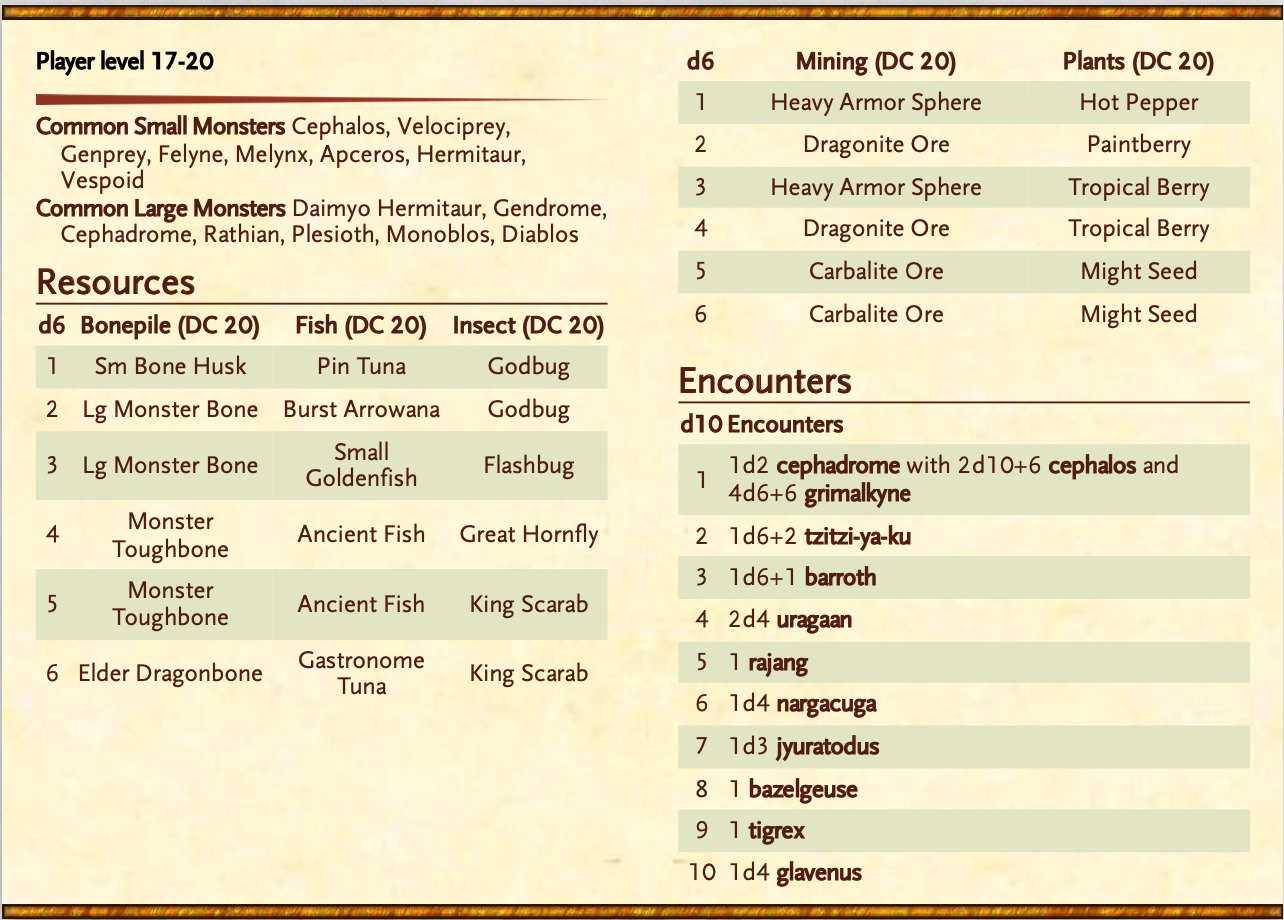 Player level 17-20
Common Small Monsters Cephalos, Velociprey,
Genprey, Felyne, Melynx, Apceros, Hermitaur,
Vespoid
Common Large Monsters Daimyo Hermitaur, Gendrome,
Cephadrome, Rathian, Plesioth, Monoblos, Diablos
Resources
d6 Bonepile (DC 20) Fish (DC 20) Insect (DC 20)
1 Sm Bone Husk Pin Tuna Godbug
2 Lg Monster Bone Burst Arrowana Godbug
3 Lg Monster Bone Small Goldenfish Flashbug
4 Monster Toughbone Ancient Fish Great Hornfly
5 Monster Toughbone Ancient Fish King Scarab
6 Elder Dragonbone Gastronome Tuna King Scarab
d6 Mining (DC 20) Plants (DC 20)
1 Heavy Armor Sphere Hot Pepper
2 Dragonite Ore Paintberry
3 Heavy Armor Sphere Tropical Berry
4 Dragonite Ore Tropical Berry
5 Carbalite Ore Might Seed
6 Carbalite Ore Might Seed
Encounters
d10 Encounters
1 1d2 cephadrome with 2d10+6 cephalos and
4d6+6 grimalkyne
2 1d6+2 tzitzi-ya-ku
3 1d6+1 barroth
4 2d4 uragaan
5 1 rajang
6 1d4 nargacuga
7 1d3 jyuratodus
8 1 bazelgeuse
9 1 tigrex
10 1d4 glavenus